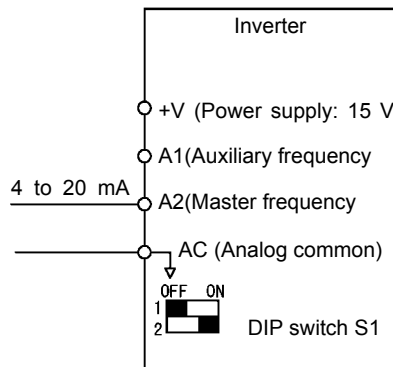 Inverter
+V (Power supply: 15 V
A1(Auxiliary frequency
4 to 20 mA
A2(Master frequency
AC (Analog common)
OFF ON
1
2
DIP switch S1